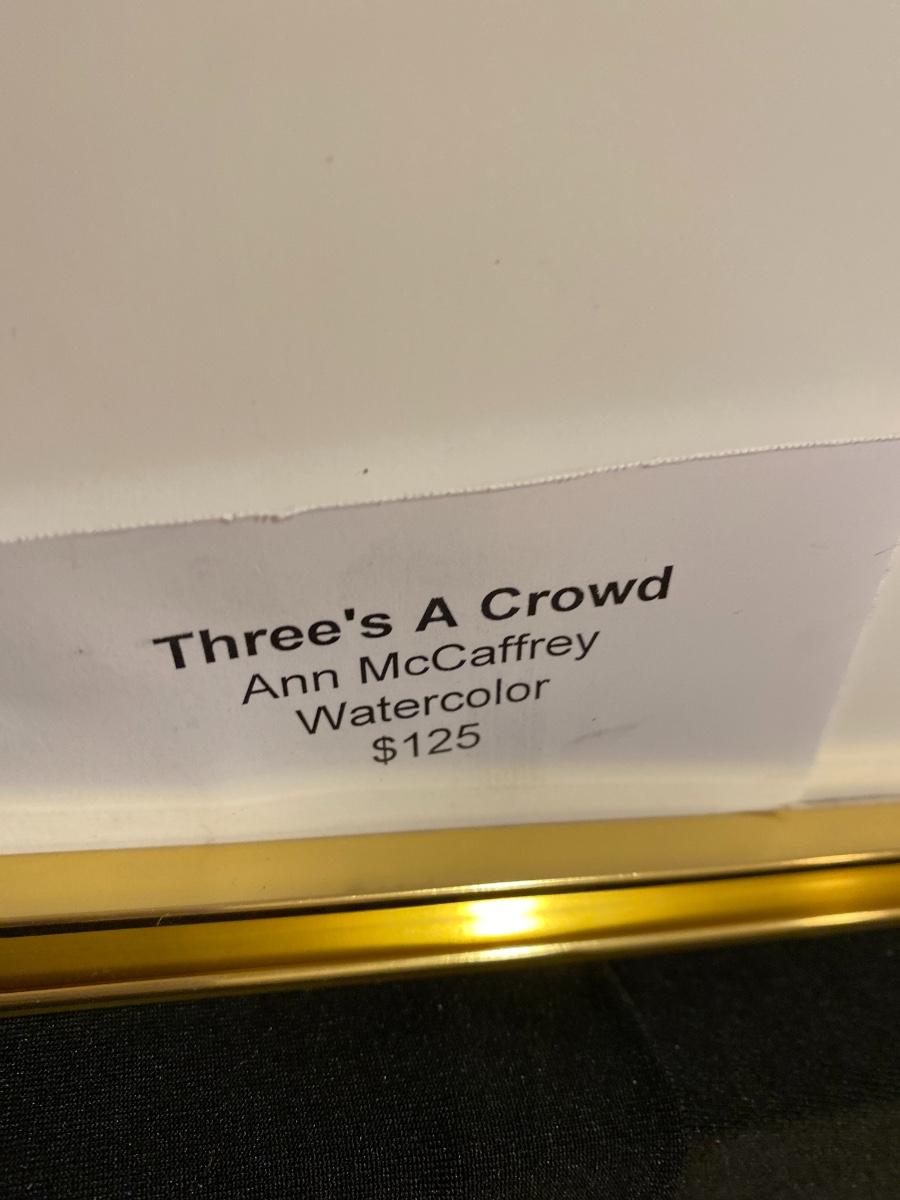 Three's A Crowd
Ann McCaffrey
Watercolor
$125